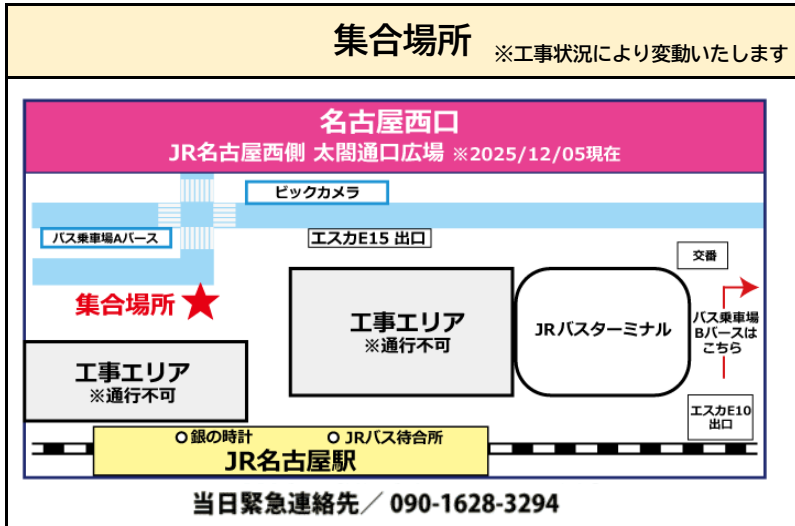 集合場所 ※工事状況により変動いたします
名古屋西口
JR名古屋西側 太閤通口広場 ※2025/12/05現在
ビックカメラ
バス乗車場Aバース
エスカE15 出口
交番
集合場所
工事エリア
※通行不可
JRバスターミナル
バス乗車場
Bバースは
こちら
工事エリア
※通行不可
エスカE10
出口
銀の時計
JRバス待合所
JR名古屋駅
当日緊急連絡先／ 090-1628-3294